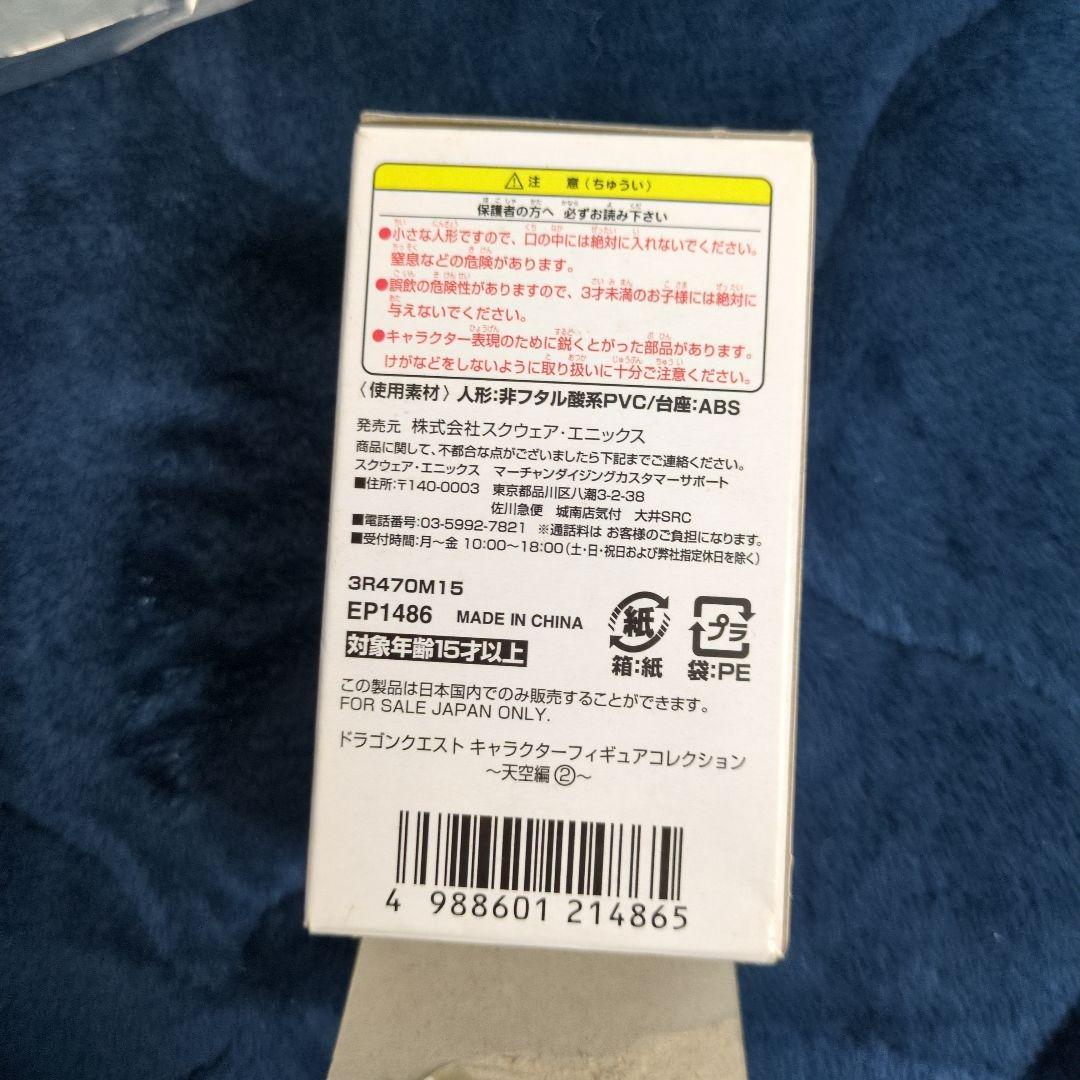 注 意(ちゅうい)
保護者の方へ 必ずお読み下さい
●小さな人形ですので、口の中には絶対に入れないでください。
窒息などの危険があります。
●誤飲の危険性がありますので、3才未満のお子様には絶対に
与えないでください。
●キャラクター表現のために鋭くとがった部品があります。
けがなどをしないように取り扱いに十分ご注意ください。
〈使用素材〉人形:非フタル酸系PVC/台座:ABS
発売元 株式会社スクウェア・エニックス
商品に関して、不都合な点がございましたら下記までご連絡ください。
スクウェア・エニックス マーチャンダイジングカスタマーサポート
■住所:〒140-0003 東京都品川区八潮3-2-38
佐川急便 城南店気付 大井SRC
■電話番号:03-5992-7821 ※通話料は お客様のご負担になります。
■受付時間:月〜金 10:00〜18:00(土・日・祝日および弊社指定休日を除く)
3R470M15
EP1486 MADE IN CHINA
対象年齢15才以上
紙
箱:紙
プラ
袋:PE
この製品は日本国内でのみ販売することができます。
FOR SALE JAPAN ONLY.
ドラゴンクエスト キャラクターフィギュアコレクション
〜天空編②〜
4 988601 214865